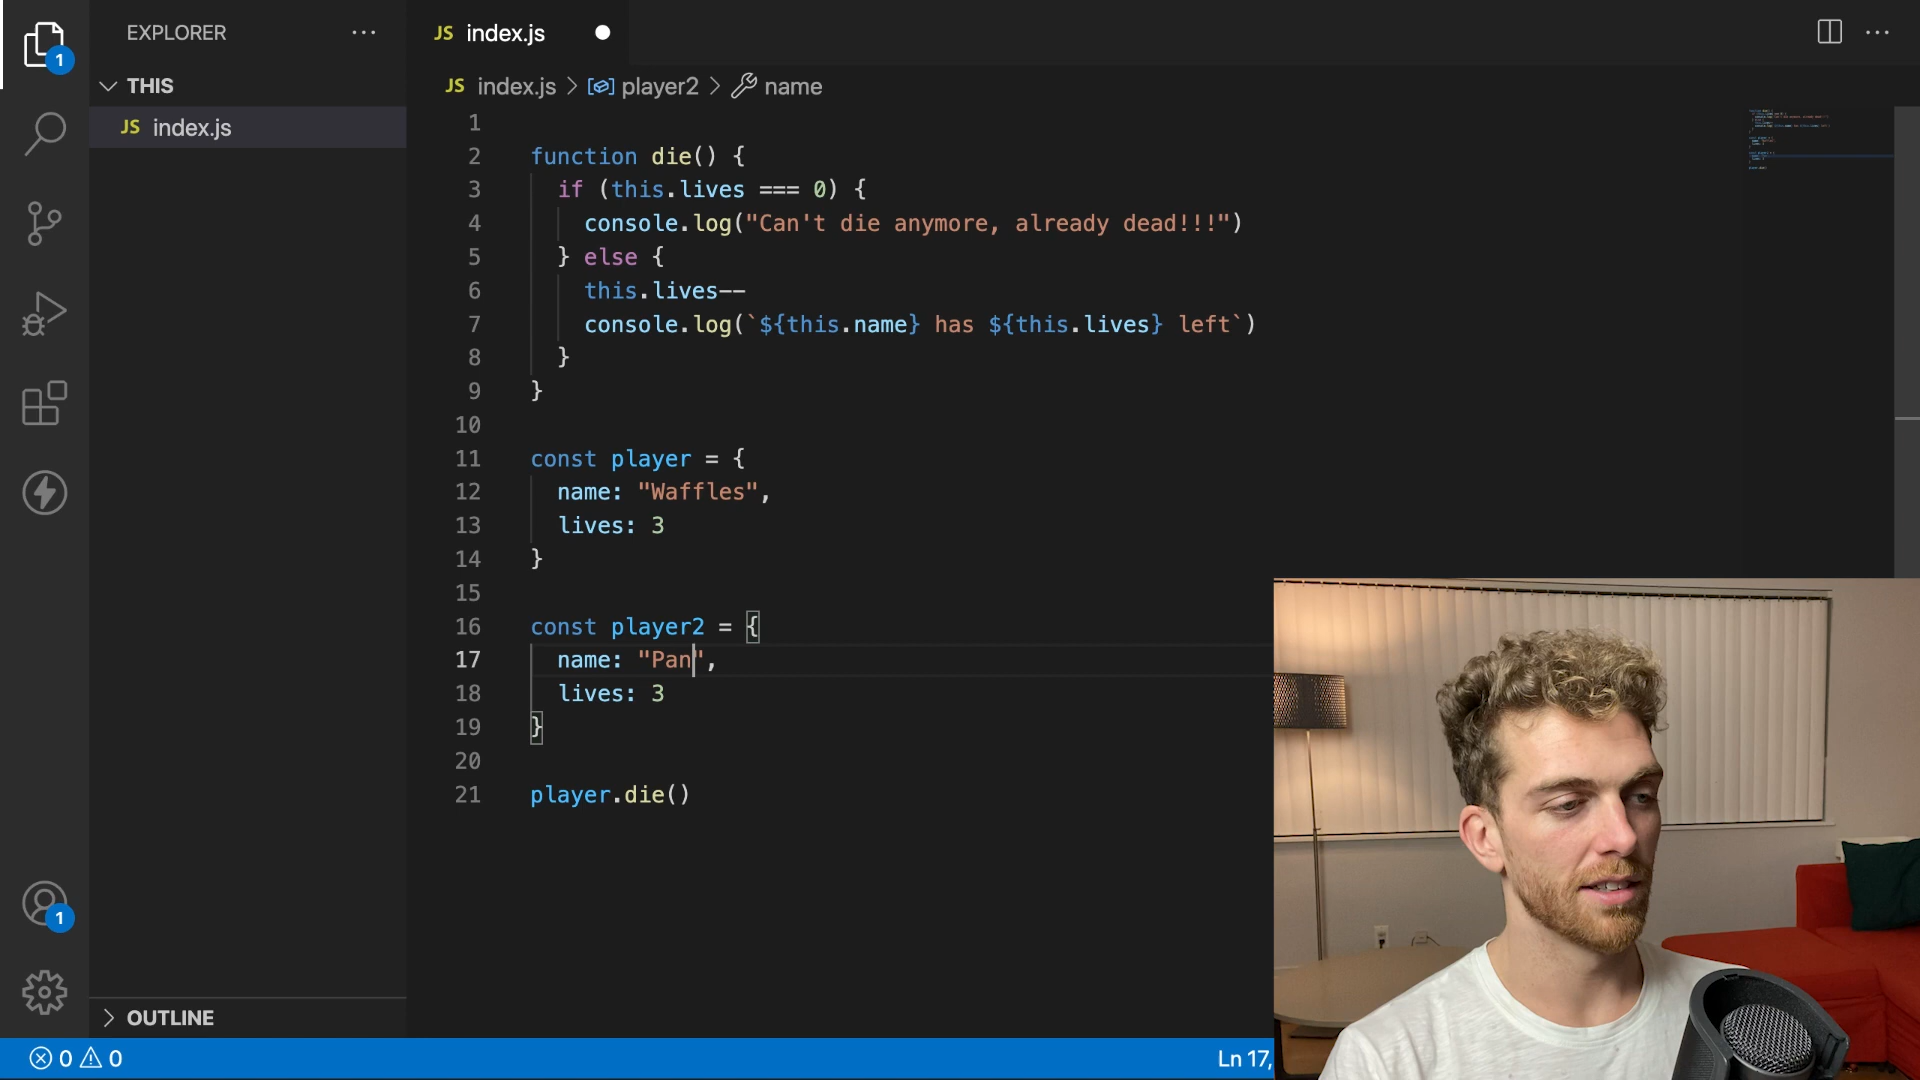 EXPLORER
JS index.js
1
THIS
JS index.js > player2 > name
JS index.js
1
2 function die() {
3 if (this.lives === 0) {
4 console.log("Can't die anymore, already dead!!!")
5 } else {
6 this.lives--
7 console.log(`${this.name} has ${this.lives} left`)
8 }
9 }
10
11 const player = {
12 name: "Waffles",
13 lives: 3
14 }
15
16 const player2 = {
17 name: "Pan",
18 lives: 3
19 }
20
21 player.die()
1
OUTLINE
0 0
Ln 17,